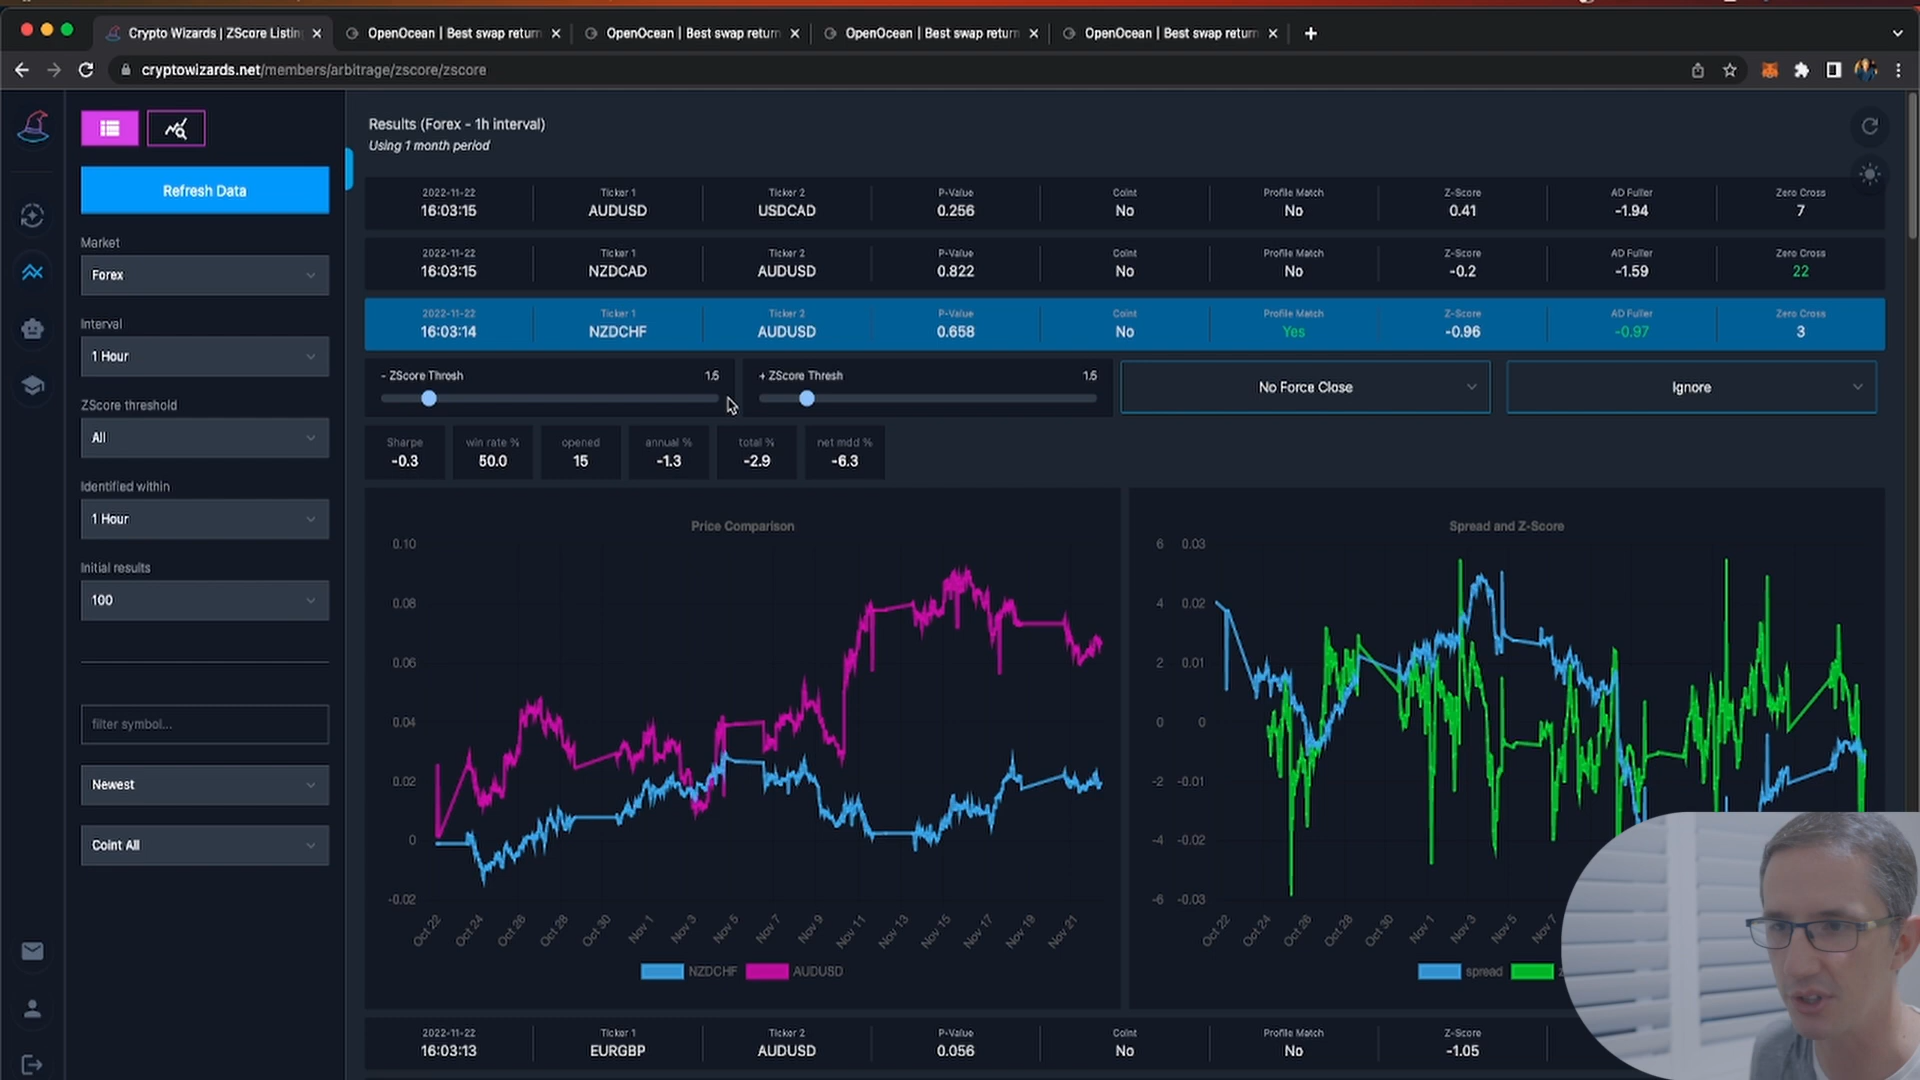 Crypto Wizards | ZScore Listin
OpenOcean | Best swap return
OpenOcean | Best swap return
OpenOcean | Best swap return
OpenOcean | Best swap return
cryptowizards.net/members/arbitrage/zscore/zscore
Refresh Data
Market
Forex
Interval
1 Hour
ZScore threshold
All
Identified within
1 Hour
Initial results
100
filter symbol...
Newest
Coint All
Results (Forex - 1h interval)
Using 1 month period
2022-11-22 Ticker 1 Ticker 2 P-Value Coint Profile Match Z-Score AD Fuller Zero Cross
16:03:15 AUDUSD USDCAD 0.256 No No 0.41 -1.94 7
2022-11-22 Ticker 1 Ticker 2 P-Value Coint Profile Match Z-Score AD Fuller Zero Cross
16:03:15 NZDCAD AUDUSD 0.822 No No -0.2 -1.59 22
2022-11-22 Ticker 1 Ticker 2 P-Value Coint Profile Match Z-Score AD Fuller Zero Cross
16:03:14 NZDCHF AUDUSD 0.658 No Yes -0.96 -0.97 3
- ZScore Thresh 1.5
+ ZScore Thresh 1.5
No Force Close
Ignore
Sharpe win rate % opened annual % total % net mdd %
-0.3 50.0 15 -1.3 -2.9 -6.3
Price Comparison
0.10
0.08
0.06
0.04
0.02
0
-0.02
Oct 22 Oct 24 Oct 26 Oct 28 Oct 30 Nov 1 Nov 3 Nov 5 Nov 7 Nov 9 Nov 11 Nov 13 Nov 15 Nov 17 Nov 19 Nov 21
NZDCHF AUDUSD
Spread and Z-Score
6 0.03
4 0.02
2 0.01
0 0
-2 -0.01
-4 -0.02
-6 -0.03
Oct 22 Oct 24 Oct 26 Oct 28 Oct 30 Nov 1 Nov 3 Nov 5 Nov 7
spread
2022-11-22 Ticker 1 Ticker 2 P-Value Coint Profile Match Z-Score
16:03:13 EURGBP AUDUSD 0.056 No No -1.05